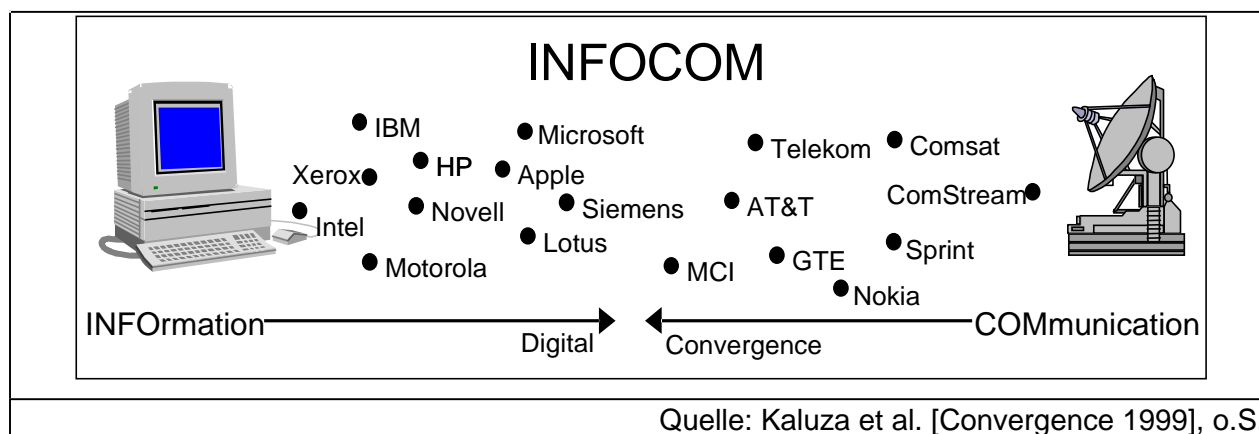 INFOCOM
IBM
Microsoft
Telekom
Comsat
Xerox
HP
Apple
ComStream
Intel
Novell
Siemens
AT&T
Lotus
Sprint
Motorola
MCI
GTE
Nokia
INFOrmation
COMmunication
Digital
Convergence
Quelle: Kaluza et al. [Convergence 1999], o.S